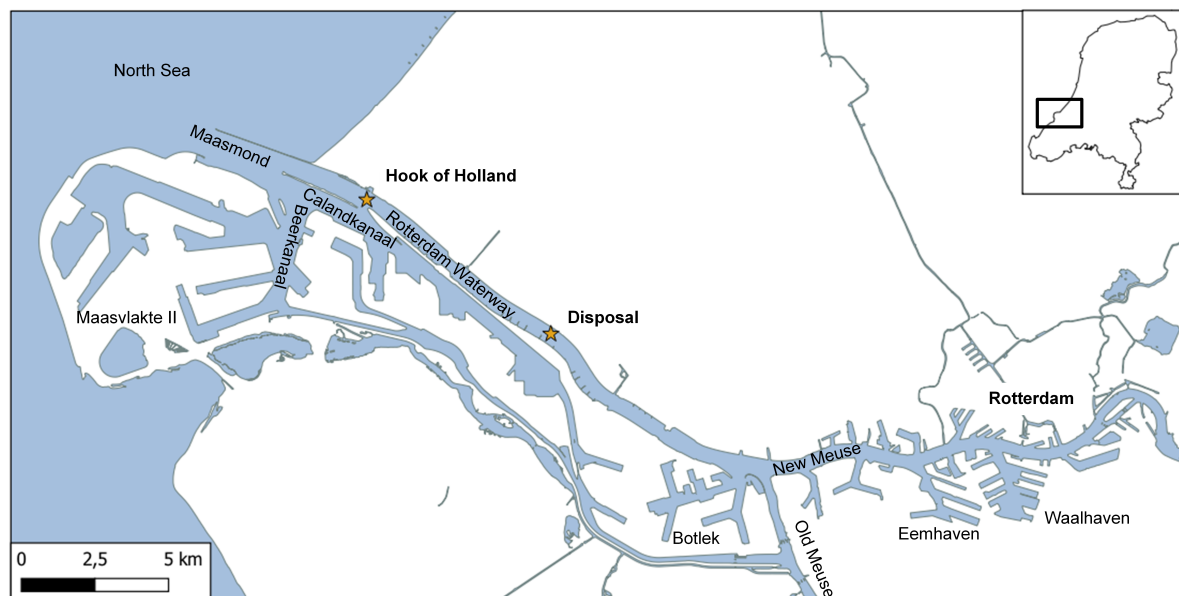 North Sea
Maasmond
Hook of Holland
Calandkanaal
Beerkanaal
Rotterdam Waterway
Maasvlakte II
Disposal
Rotterdam
New Meuse
Old Meuse
Botlek
Eemhaven
Waalhaven
0 2,5 5 km